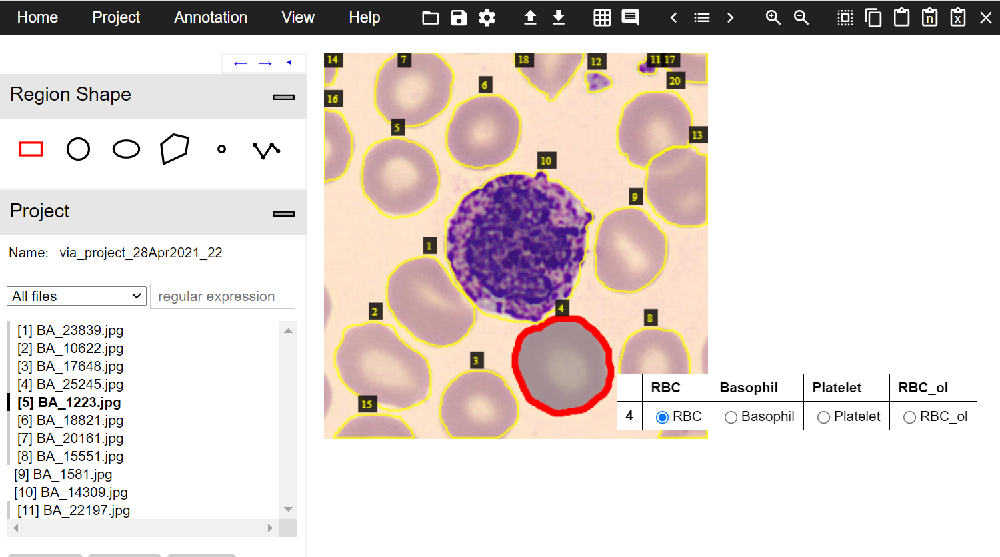 Home Project Annotation View Help
Region Shape
Project
Name: via_project_28Apr2021_22
All files regular expression
[1] BA_23839.jpg
[2] BA_10622.jpg
[3] BA_17648.jpg
[4] BA_25245.jpg
[5] BA_1223.jpg
[6] BA_18821.jpg
[7] BA_20161.jpg
[8] BA_15551.jpg
[9] BA_1581.jpg
[10] BA_14309.jpg
[11] BA_22197.jpg
14 7 18 12 11 17
20
6
16
5
13
10
9
1
4
2
8
3
15
RBC Basophil Platelet RBC_ol
4 RBC Basophil Platelet RBC_ol